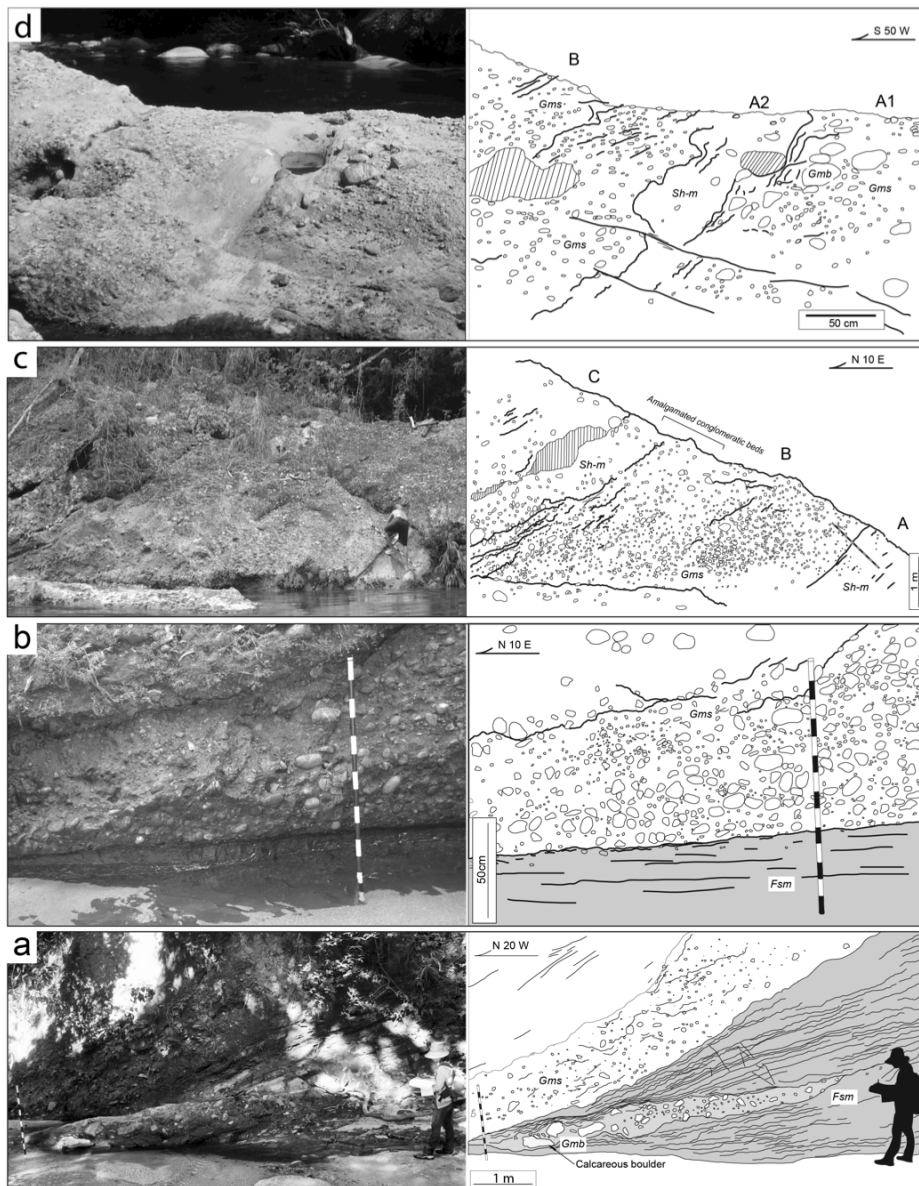 d
S 50 W
B
A2
A1
Gms
Gmb
Sh-m
Gms
Gms
50 cm
c
N 10 E
C
Amalgamated conglomeratic beds
B
Sh-m
A
Gms
Sh-m
1 m
b
N 10 E
Gms
50cm
Fsm
a
N 20 W
Gms
Fsm
Gmb
Calcareous boulder
1 m